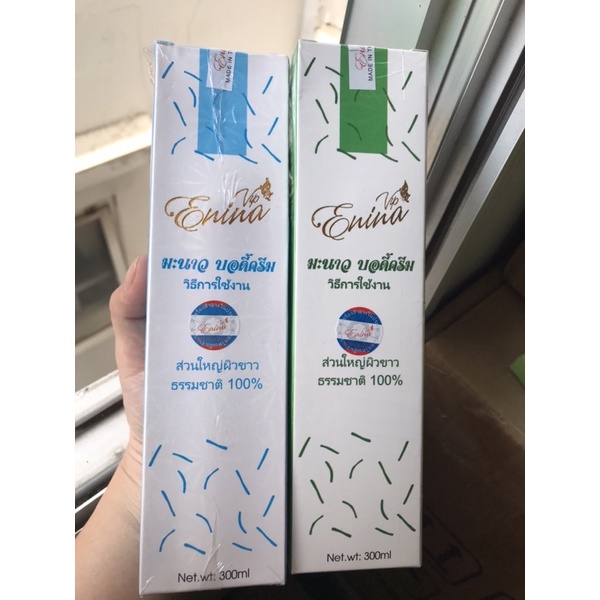 MADE IN T
Enina Vip
มะนาว บอดี้ครีม
วิธีการใช้งาน
Enina
ส่วนใหญ่ผิวขาว
ธรรมชาติ 100%
Net.wt: 300ml
MADE IN T
Enina Vip
มะนาว บอดี้ครีม
วิธีการใช้งาน
Enina
ส่วนใหญ่ผิวขาว
ธรรมชาติ 100%
Net.wt: 300ml